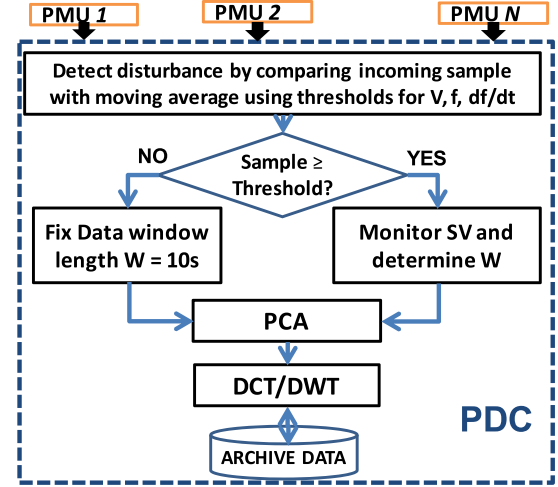 PMU 1
PMU 2
PMU N
Detect disturbance by comparing incoming sample
with moving average using thresholds for V, f, df/dt
NO
Sample ≥
Threshold?
YES
Fix Data window
length W = 10s
Monitor SV and
determine W
PCA
DCT/DWT
PDC
ARCHIVE DATA